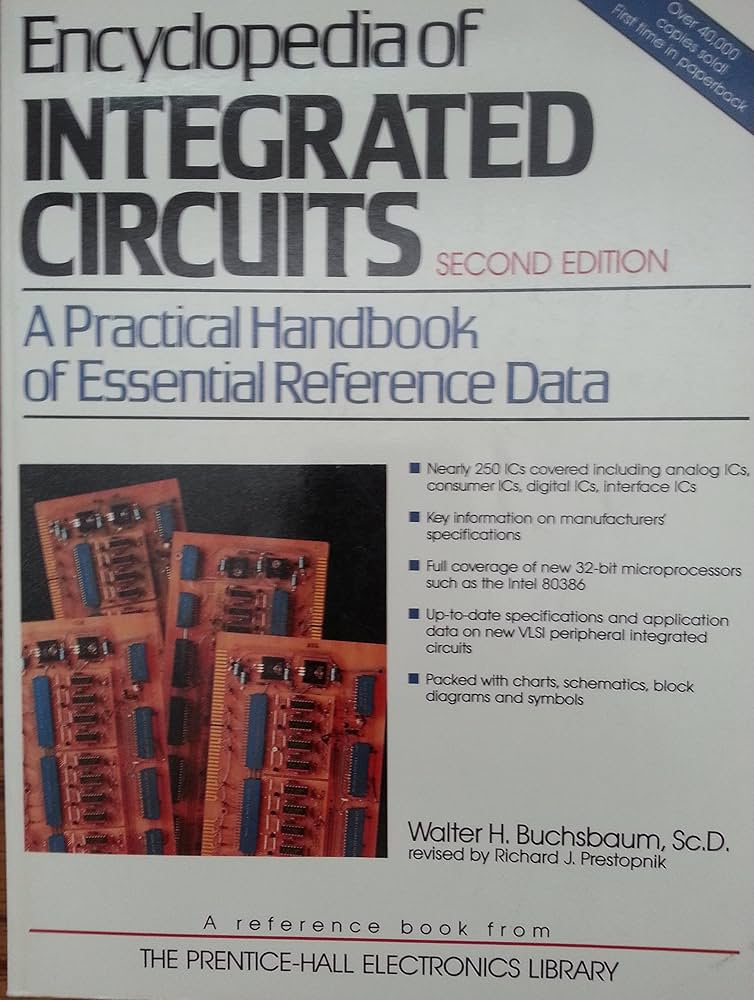 Over 40,000
copies sold!
First time in paperback
Encyclopedia of
INTEGRATED
CIRCUITS SECOND EDITION
A Practical Handbook
of Essential Reference Data
Nearly 250 ICs covered including analog ICs,
consumer ICs, digital ICs, interface ICs
Key information on manufacturers'
specifications
Full coverage of new 32-bit microprocessors
such as the Intel 80386
Up-to-date specifications and application
data on new VLSI peripheral integrated
circuits
Packed with charts, schematics, block
diagrams and symbols
Walter H. Buchsbaum, Sc.D.
revised by Richard J. Prestopnik
A reference book from
THE PRENTICE-HALL ELECTRONICS LIBRARY